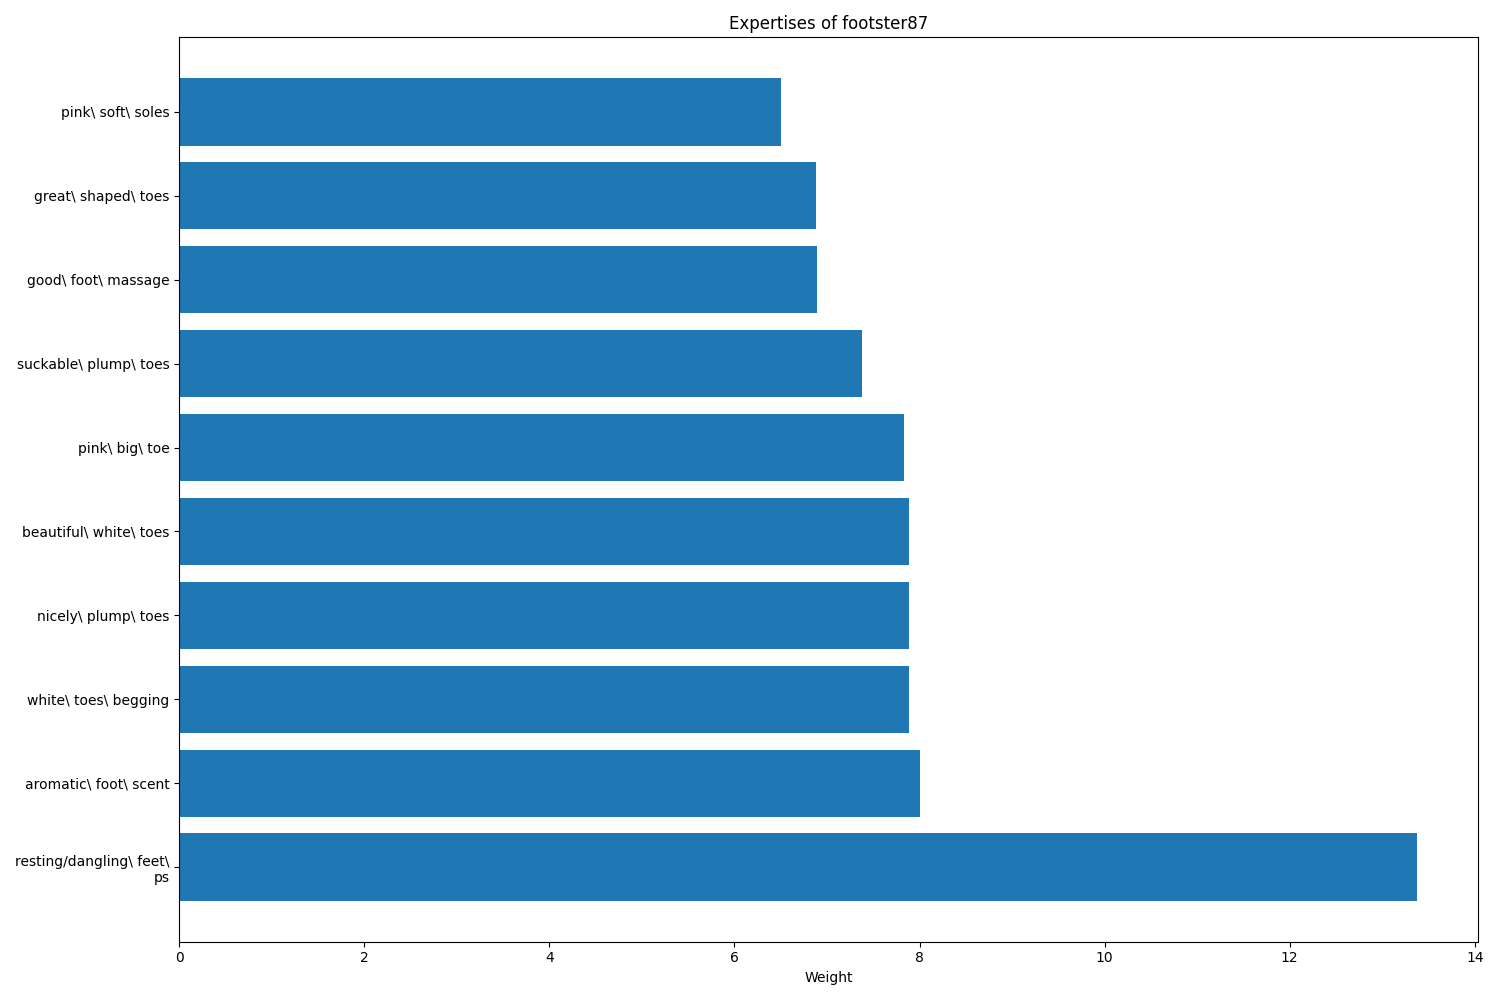 Expertises of footster87
pink\ soft\ soles
great\ shaped\ toes
good\ foot\ massage
suckable\ plump\ toes
pink\ big\ toe
beautiful\ white\ toes
nicely\ plump\ toes
white\ toes\ begging
aromatic\ foot\ scent
resting/dangling\ feet\
ps
0 2 4 6 8 10 12 14
Weight